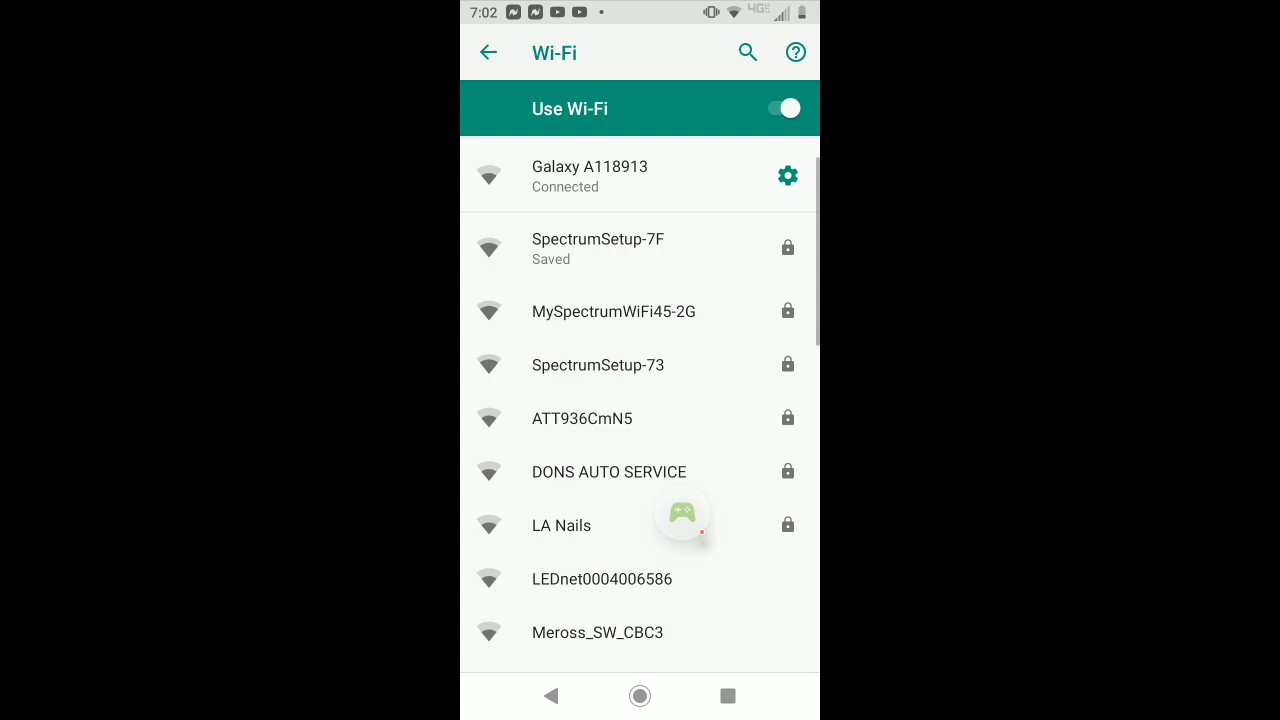 7:02
4GE
Wi-Fi
Use Wi-Fi
Galaxy A118913
Connected
SpectrumSetup-7F
Saved
MySpectrumWiFi45-2G
SpectrumSetup-73
ATT936CmN5
DONS AUTO SERVICE
LA Nails
LEDnet0004006586
Meross_SW_CBC3